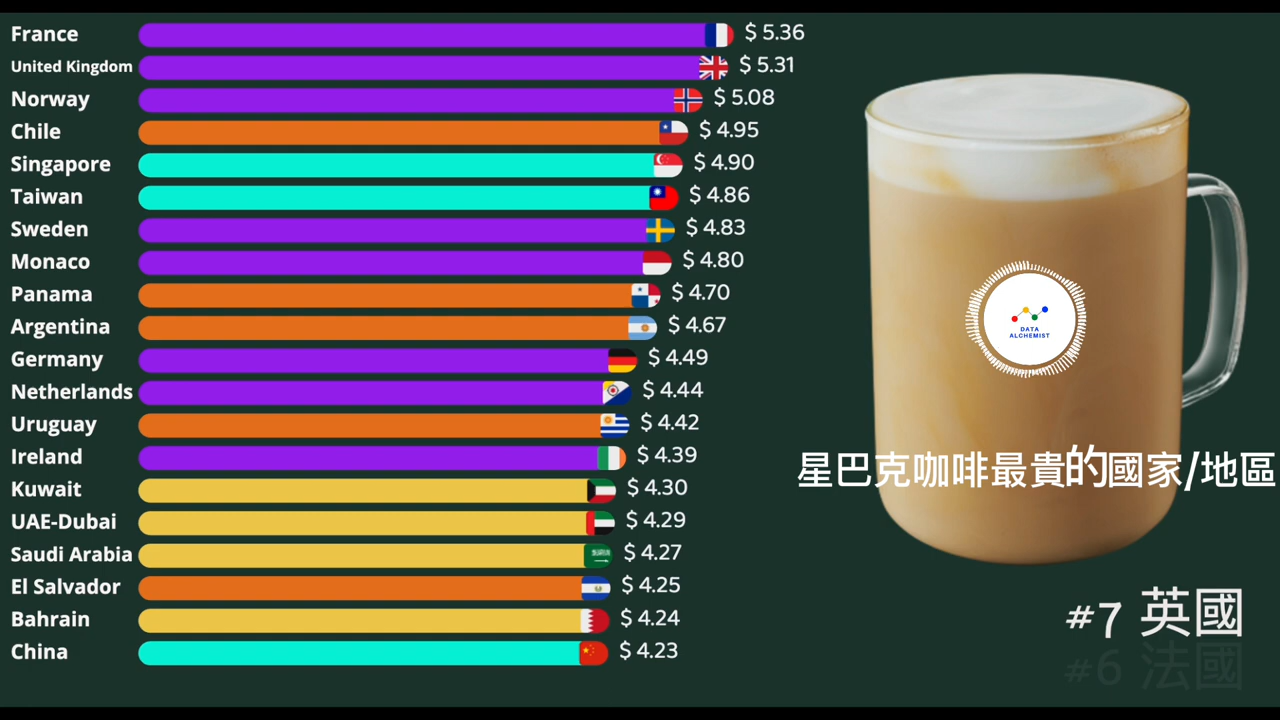 France $ 5.36
United Kingdom $ 5.31
Norway $ 5.08
Chile $ 4.95
Singapore $ 4.90
Taiwan $ 4.86
Sweden $ 4.83
Monaco $ 4.80
Panama $ 4.70
Argentina $ 4.67
Germany $ 4.49
Netherlands $ 4.44
Uruguay $ 4.42
Ireland $ 4.39
Kuwait $ 4.30
UAE-Dubai $ 4.29
Saudi Arabia $ 4.27
El Salvador $ 4.25
Bahrain $ 4.24
China $ 4.23
DATA
ALCHEMIST
星巴克咖啡最貴的國家/地區
#7 英國
#6 法國